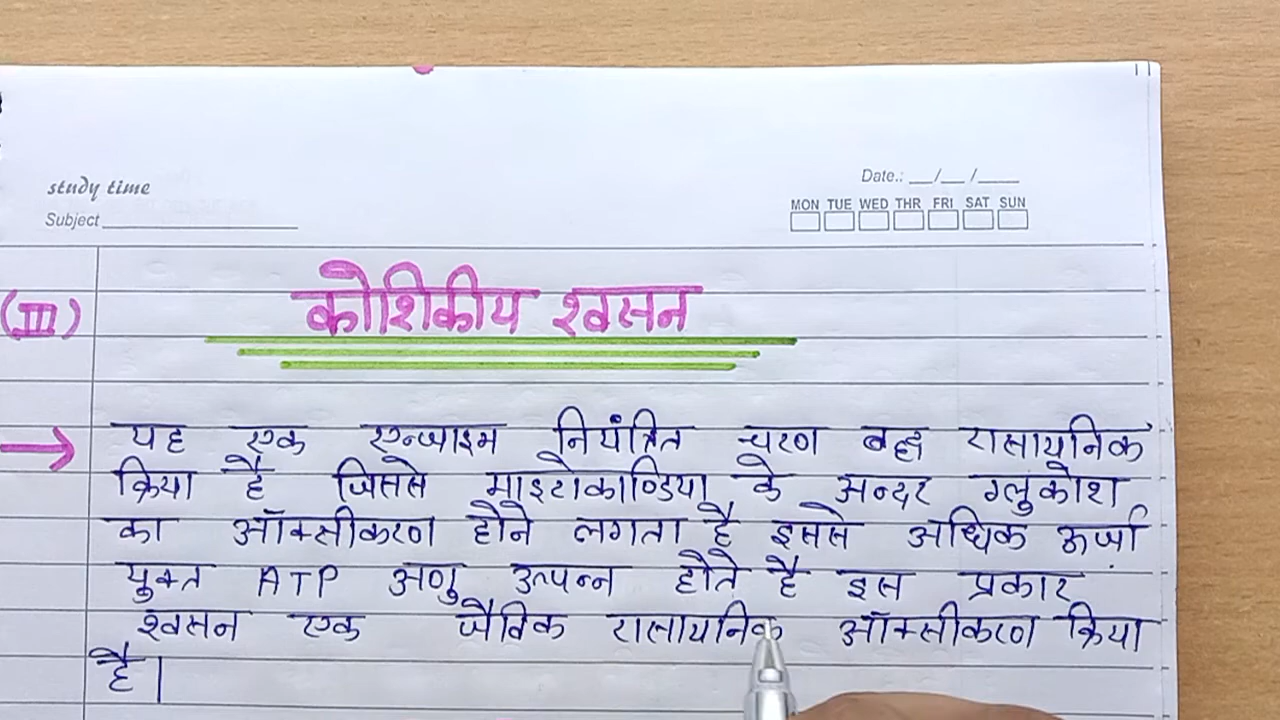 study time
Date.: __/__/____
Subject
MON TUE WED THR FRI SAT SUN
(III) कोशिकीय श्वसन
→ यह एक एन्जाइम नियंत्रित चरण बद्ध रासायनिक
क्रिया है जिससे माइटोकाण्डिया के अन्दर ग्लुकोश
का ऑक्सीकरण होने लगता है इससे अधिक ऊर्जा
युक्त ATP अणु उत्पन्न होते है इस प्रकार
श्वसन एक जैविक रासायनिक ऑक्सीकरण क्रिया
है।